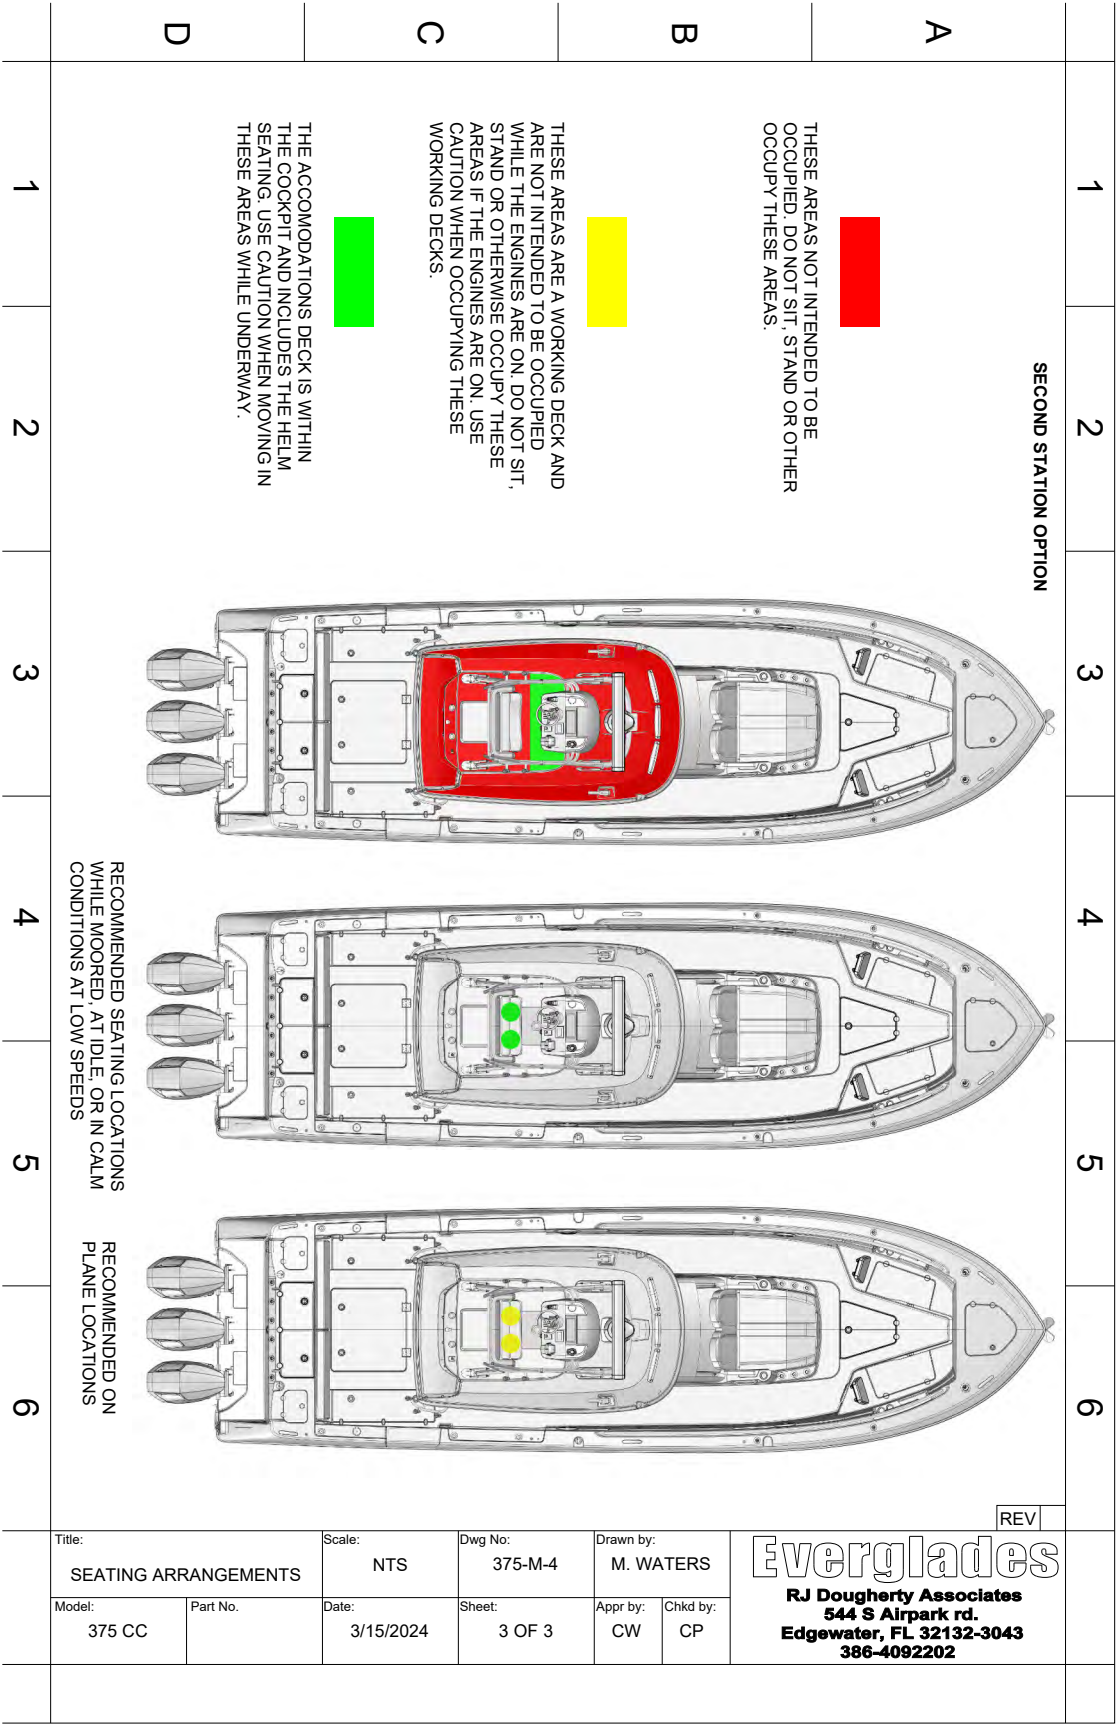 D
C
B
A
1
2
3
4
5
6
1
2
3
4
5
6
SECOND STATION OPTION
THESE AREAS NOT INTENDED TO BE
OCCUPIED. DO NOT SIT, STAND OR OTHER
OCCUPY THESE AREAS.
THESE AREAS ARE A WORKING DECK AND
ARE NOT INTENDED TO BE OCCUPIED
WHILE THE ENGINES ARE ON. DO NOT SIT,
STAND OR OTHERWISE OCCUPY THESE
AREAS IF THE ENGINES ARE ON. USE
CAUTION WHEN OCCUPYING THESE
WORKING DECKS.
THE ACCOMODATIONS DECK IS WITHIN
THE COCKPIT AND INCLUDES THE HELM
SEATING. USE CAUTION WHEN MOVING IN
THESE AREAS WHILE UNDERWAY.
RECOMMENDED SEATING LOCATIONS
WHILE MOORED, AT IDLE, OR IN CALM
CONDITIONS AT LOW SPEEDS
RECOMMENDED ON
PLANE LOCATIONS
REV
Title:
SEATING ARRANGEMENTS
Scale:
NTS
Dwg No:
375-M-4
Drawn by:
M. WATERS
Model:
375 CC
Part No.
Date:
3/15/2024
Sheet:
3 OF 3
Appr by:
CW
Chkd by:
CP
Everglades
RJ Dougherty Associates
544 S Airpark rd.
Edgewater, FL 32132-3043
386-4092202